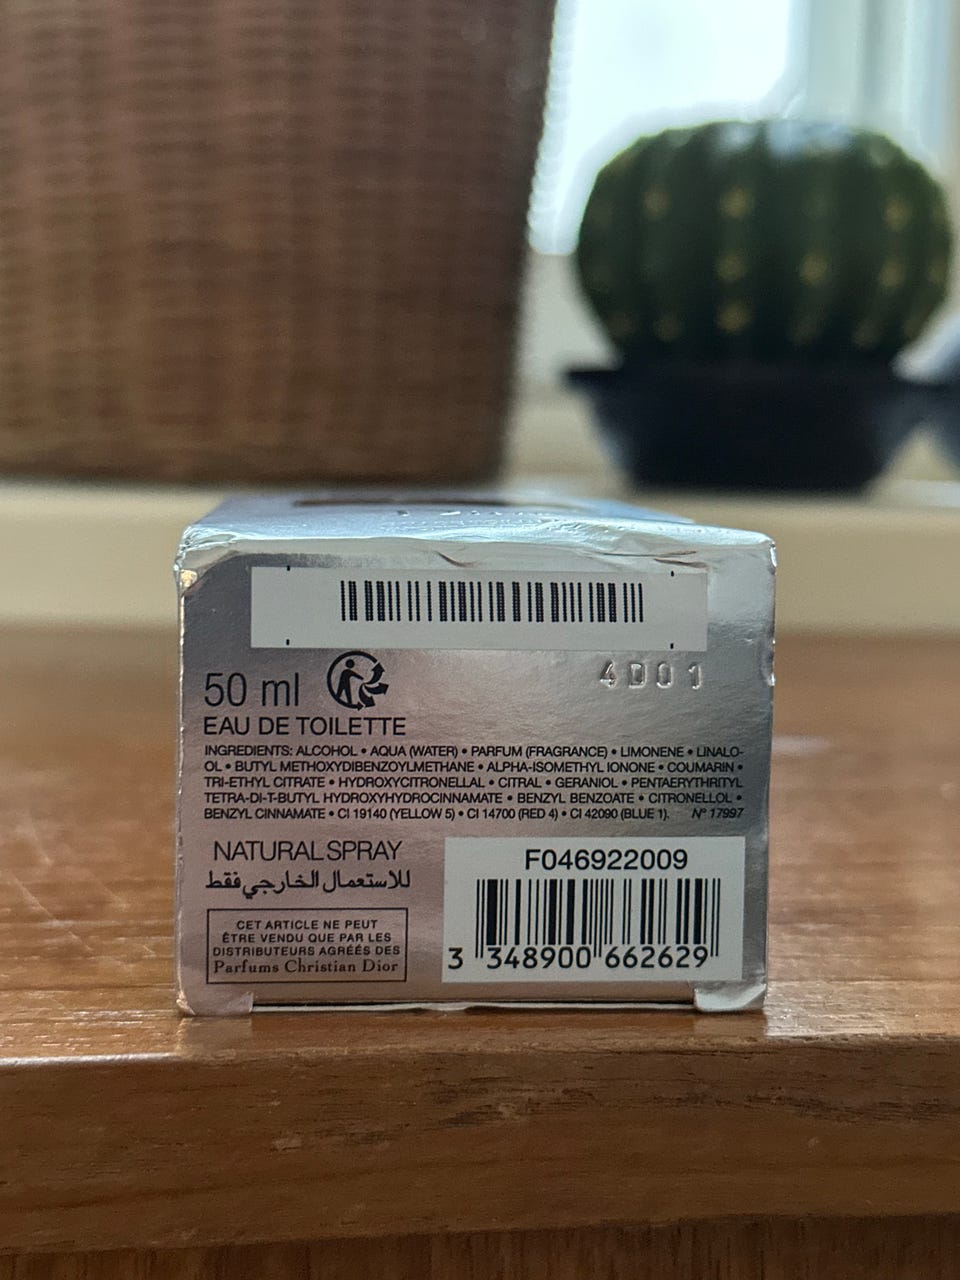 4D01
50 ml
EAU DE TOILETTE
INGREDIENTS: ALCOHOL • AQUA (WATER) • PARFUM (FRAGRANCE) • LIMONENE • LINALO-
OL • BUTYL METHOXYDIBENZOYLMETHANE • ALPHA-ISOMETHYL IONONE • COUMARIN •
TRI-ETHYL CITRATE • HYDROXYCITRONELLAL • CITRAL • GERANIOL • PENTAERYTHRITYL
TETRA-DI-T-BUTYL HYDROXYHYDROCINNAMATE • BENZYL BENZOATE • CITRONELLOL •
BENZYL CINNAMATE • CI 19140 (YELLOW 5) • CI 14700 (RED 4) • CI 42090 (BLUE 1). N° 17997
NATURAL SPRAY
للاستعمال الخارجي فقط
CET ARTICLE NE PEUT
ÊTRE VENDU QUE PAR LES
DISTRIBUTEURS AGRÉÉS DES
Parfums Christian Dior
F046922009
3 348900 662629